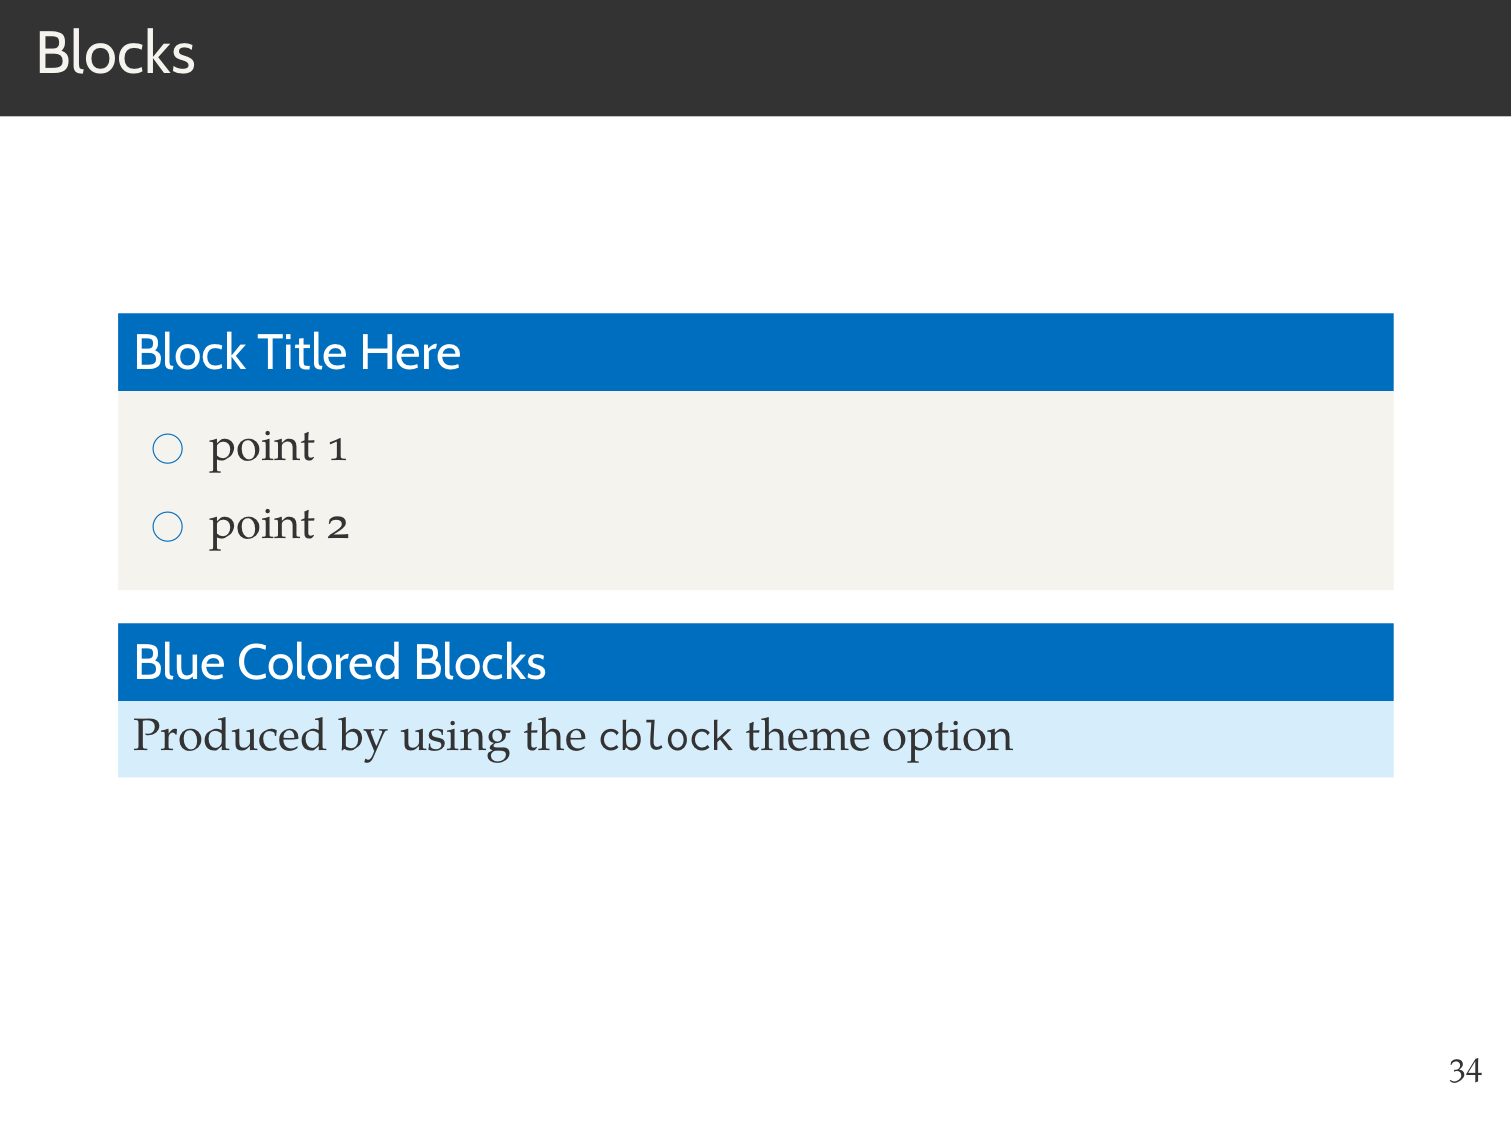 Blocks
Block Title Here
point 1
point 2
Blue Colored Blocks
Produced by using the cblock theme option
34